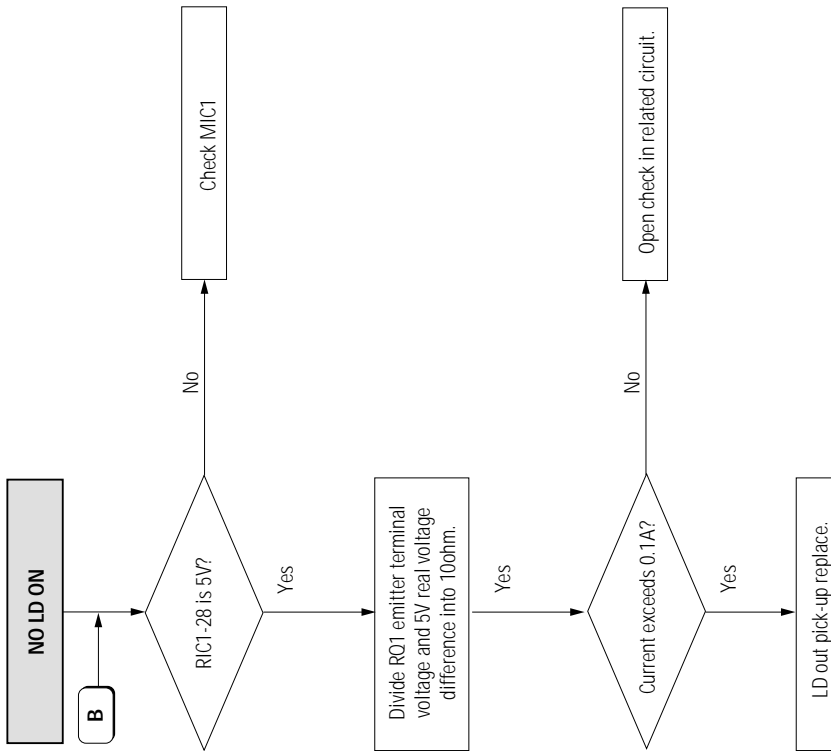 NO LD ON
B
RIC1-28 is 5V?
No
Check MIC1
Yes
Divide RQ1 emitter terminal
voltage and 5V real voltage
difference into 10ohm.
Yes
Current exceeds 0.1A?
No
Open check in related circuit.
Yes
LD out pick-up replace.